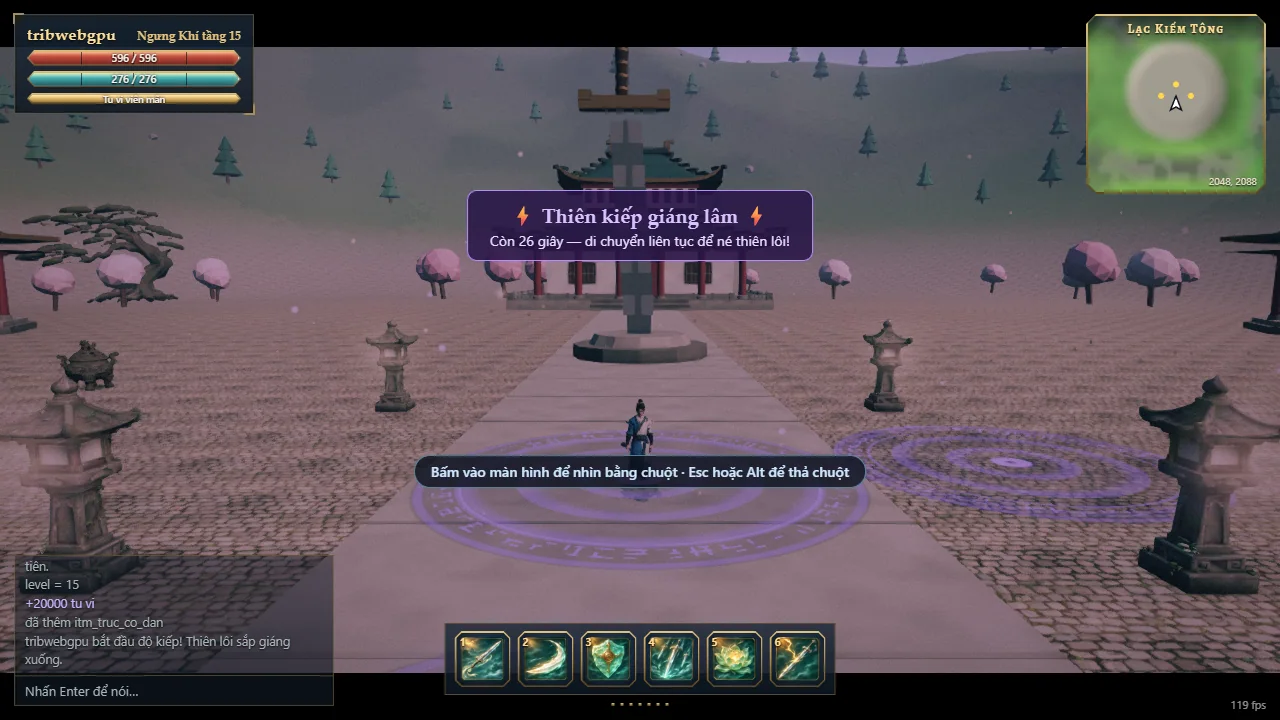 tribwebgpu Ngưng Khí tầng 15
596 / 596
276 / 276
Tu vi viên mãn
LẠC KIẾM TÔNG
2048, 2088
Thiên kiếp giáng lâm
Còn 26 giây — di chuyển liên tục để né thiên lôi!
Bấm vào màn hình để nhìn bằng chuột · Esc hoặc Alt để thả chuột
tiên.
level = 15
+20000 tu vi
đã thêm itm_truc_co_dan
tribwebgpu bắt đầu độ kiếp! Thiên lôi sắp giáng
xuống.
Nhấn Enter để nói...
1 2 3 4 5 6
119 fps